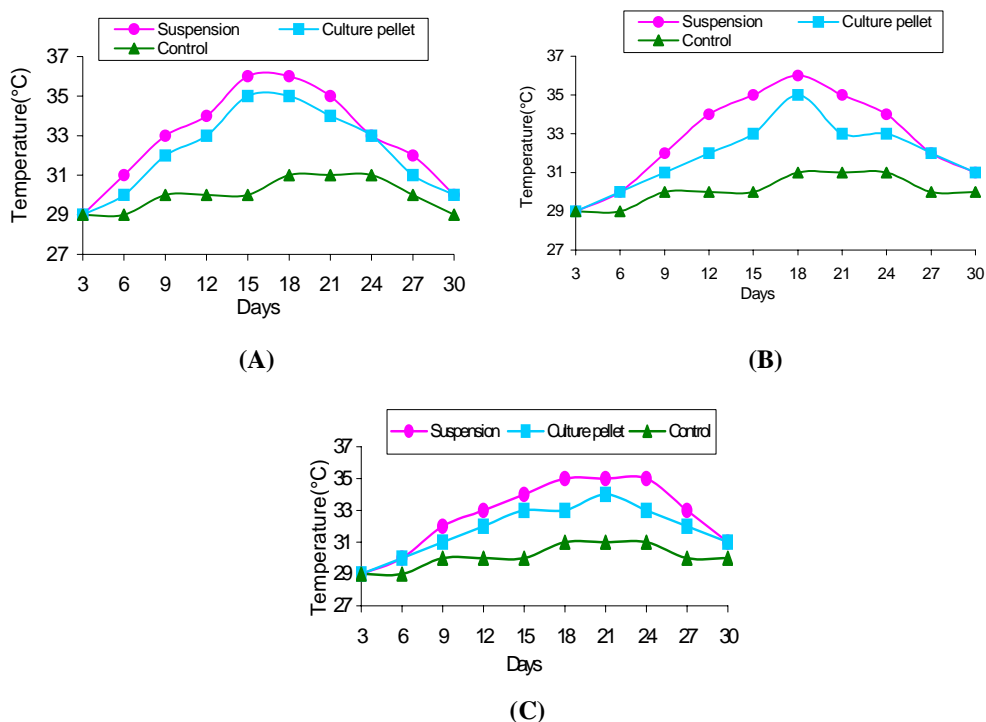 Suspension
Culture pellet
Control
Temperature(°C)
37
35
33
31
29
27
3 6 9 12 15 18 21 24 27 30
Days
(A)
Suspension
Culture pellet
Control
Temperature(°C)
37
35
33
31
29
27
3 6 9 12 15 18 21 24 27 30
Days
(B)
Suspension Culture pellet Control
Temperature(°C)
37
35
33
31
29
27
3 6 9 12 15 18 21 24 27 30
Days
(C)